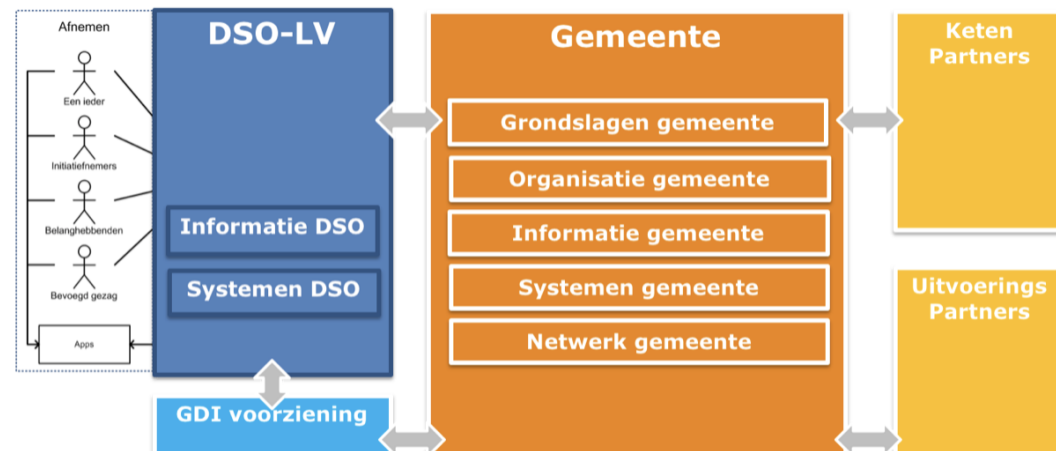 Afnemen
Een ieder
Initiatiefnemers
Belanghebbenden
Bevoegd gezag
Apps
DSO-LV
Informatie DSO
Systemen DSO
GDI voorziening
Gemeente
Grondslagen gemeente
Organisatie gemeente
Informatie gemeente
Systemen gemeente
Netwerk gemeente
Keten
Partners
Uitvoerings
Partners